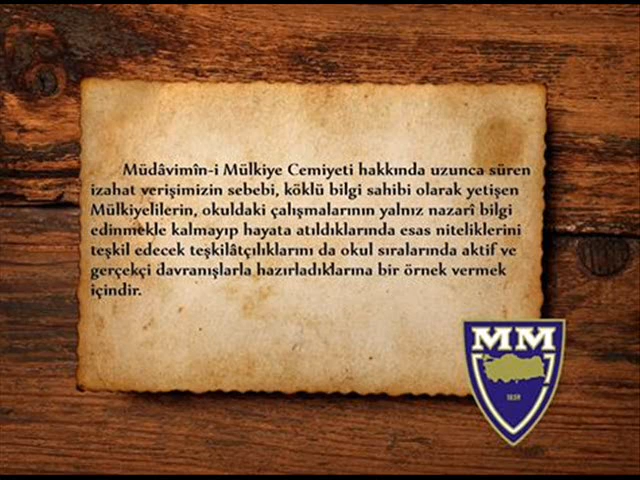 Müdâvimîn-i Mülkiye Cemiyeti hakkında uzunca süren
izahat verişimizin sebebi, köklü bilgi sahibi olarak yetişen
Mülkiyelilerin, okuldaki çalışmalarının yalnız nazarî bilgi
edinmekle kalmayıp hayata atıldıklarında esas niteliklerini
teşkil edecek teşkilâtçılıklarını da okul sıralarında aktif ve
gerçekçi davranışlarla hazırladıklarına bir örnek vermek
içindir.
MM